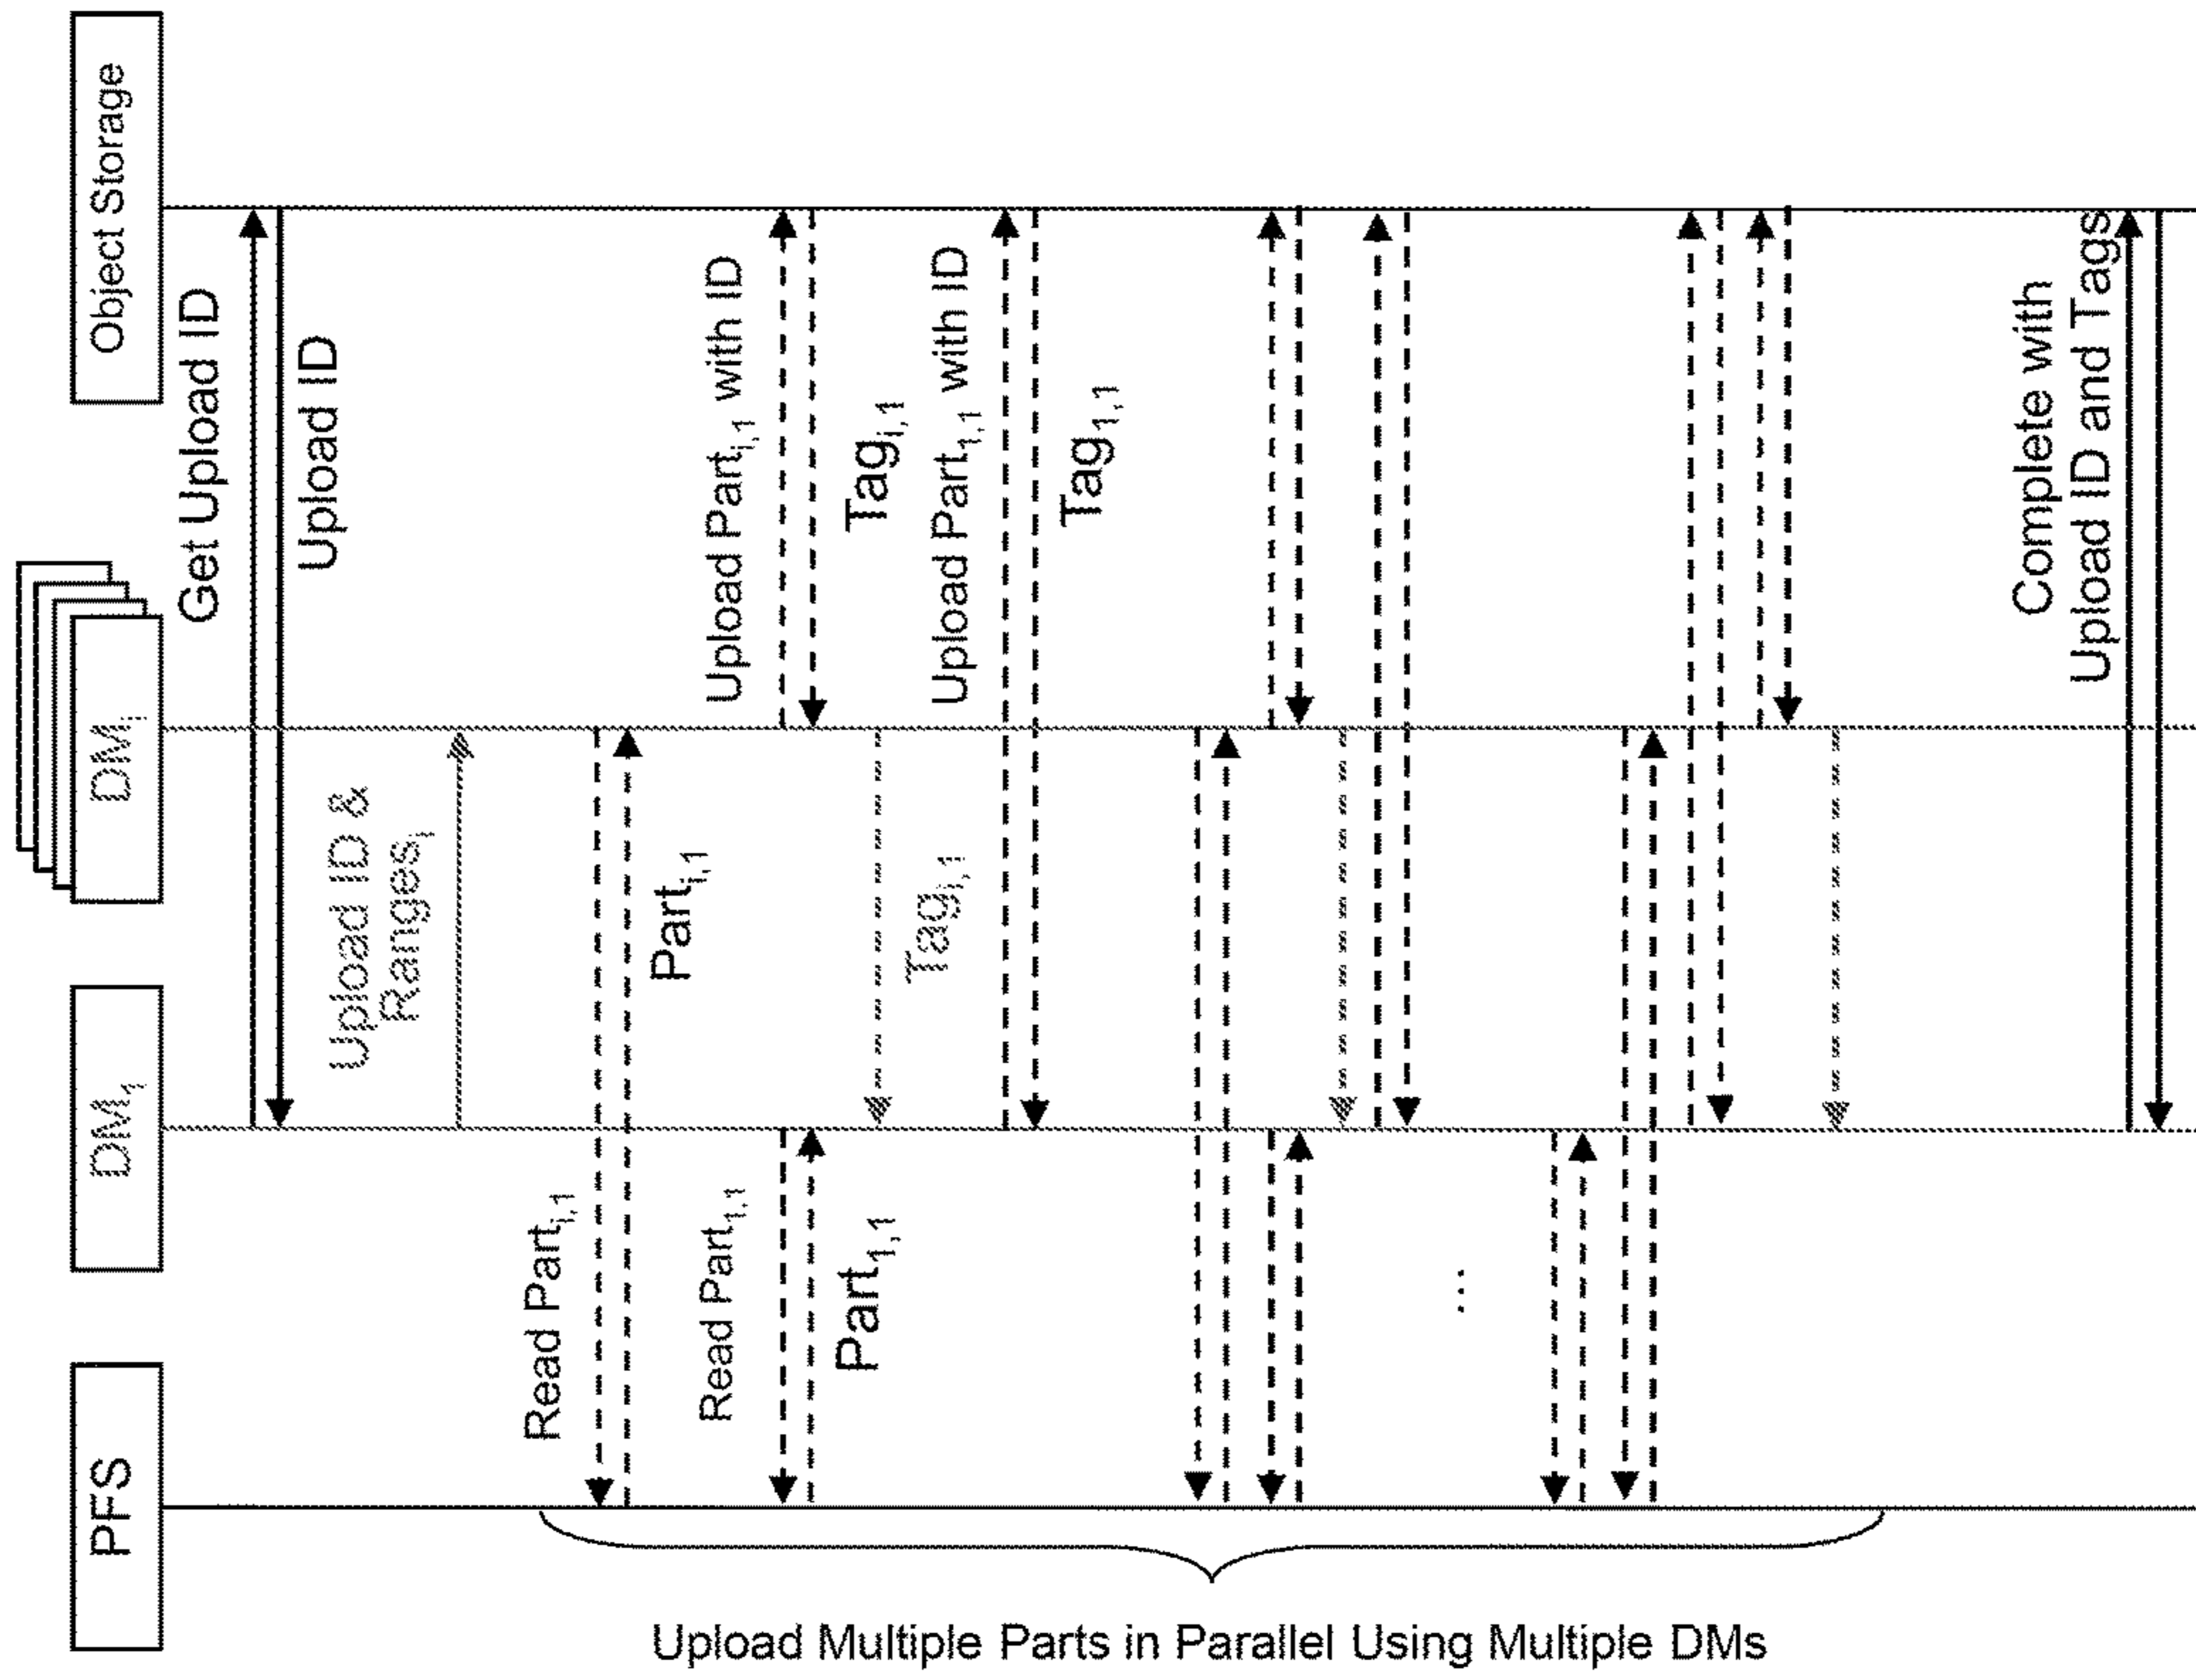 PFS
DM₁
DMᵢ
Object Storage
Get Upload ID
Upload ID
Upload ID &
Rangesᵢ
Read Partᵢ,₁
Partᵢ,₁
Read Part₁,₁
Part₁,₁
Upload Partᵢ,₁ with ID
Tagᵢ,₁
Tagᵢ,₁
Upload Part₁,₁ with ID
Tag₁,₁
...
Complete with
Upload ID and Tags
Upload Multiple Parts in Parallel Using Multiple DMs